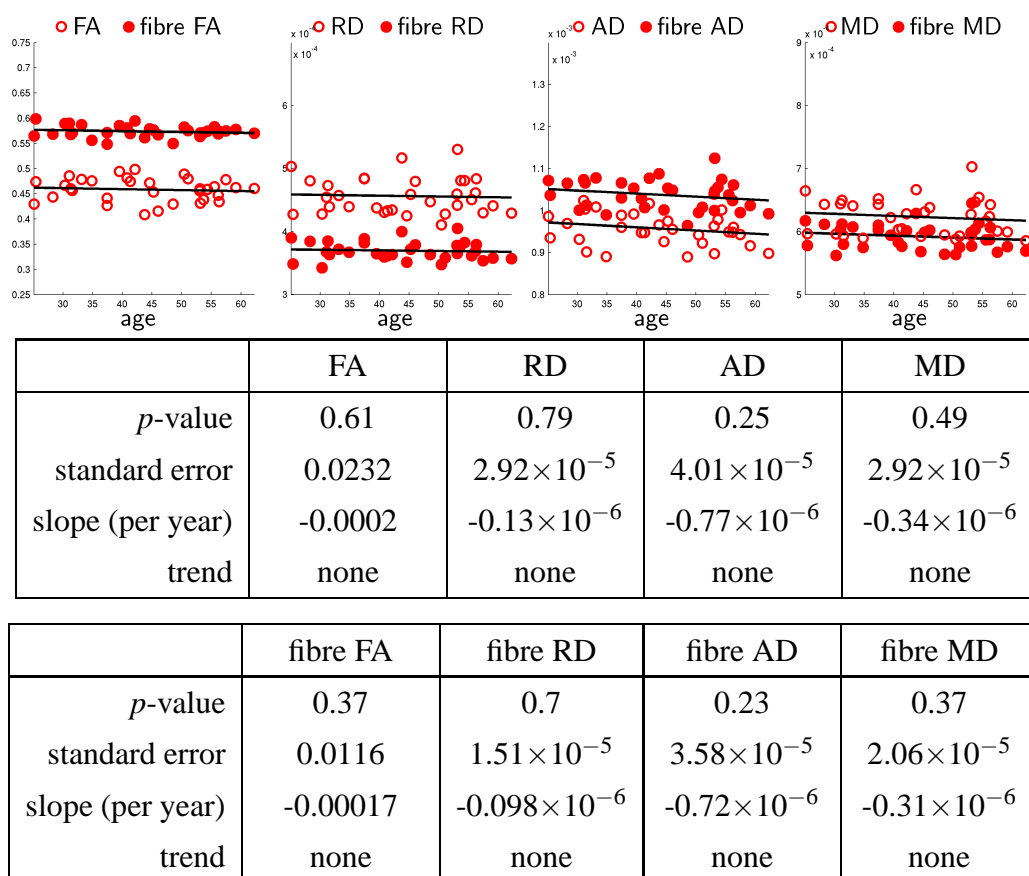 FA fibre FA
RD fibre RD
AD fibre AD
MD fibre MD
0.75
0.7
0.65
0.6
0.55
0.5
0.45
0.4
0.35
0.3
0.25
30 35 40 45 50 55 60
age
x 10⁻⁴
6
5
4
3
30 35 40 45 50 55 60
age
x 10⁻³
x 10⁻³
1.3
1.2
1.1
1.0
0.9
0.8
30 35 40 45 50 55 60
age
9
x 10⁻⁴
8
7
6
5
30 35 40 45 50 55 60
age
FA RD AD MD
p-value 0.61 0.79 0.25 0.49
standard error 0.0232 2.92×10⁻⁵ 4.01×10⁻⁵ 2.92×10⁻⁵
slope (per year) -0.0002 -0.13×10⁻⁶ -0.77×10⁻⁶ -0.34×10⁻⁶
trend none none none none
fibre FA fibre RD fibre AD fibre MD
p-value 0.37 0.7 0.23 0.37
standard error 0.0116 1.51×10⁻⁵ 3.58×10⁻⁵ 2.06×10⁻⁵
slope (per year) -0.00017 -0.098×10⁻⁶ -0.72×10⁻⁶ -0.31×10⁻⁶
trend none none none none